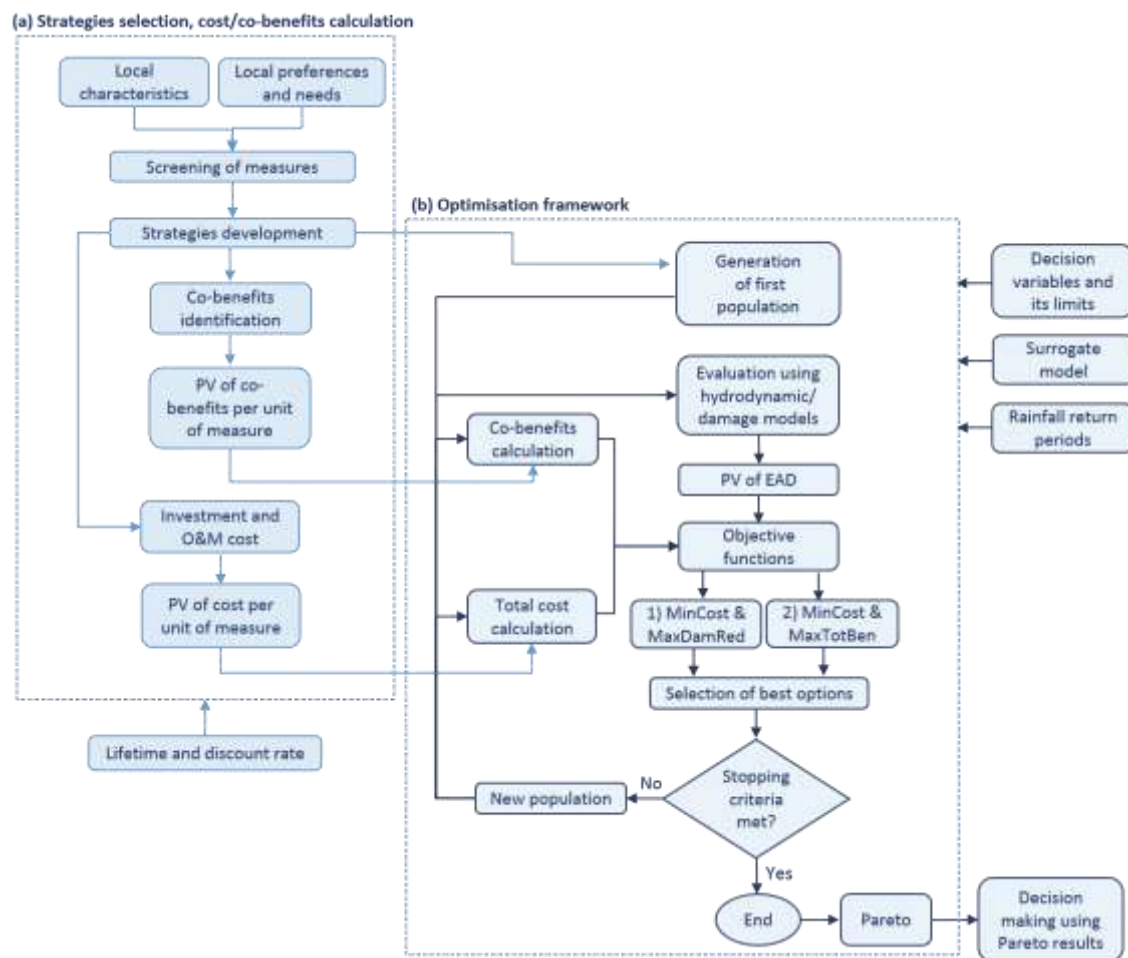 (a) Strategies selection, cost/co-benefits calculation
Local
characteristics
Local preferences
and needs
Screening of measures
Strategies development
Co-benefits
identification
PV of co-
benefits per unit
of measure
Investment and
O&M cost
PV of cost per
unit of measure
Lifetime and discount rate
(b) Optimisation framework
Generation
of first
population
Evaluation using
hydrodynamic/
damage models
Co-benefits
calculation
PV of EAD
Objective
functions
Total cost
calculation
1) MinCost &
MaxDamRed
2) MinCost &
MaxTotBen
Selection of best options
Stopping
criteria
met?
No
New population
Yes
End
Pareto
Decision
variables and
its limits
Surrogate
model
Rainfall return
periods
Decision
making using
Pareto results